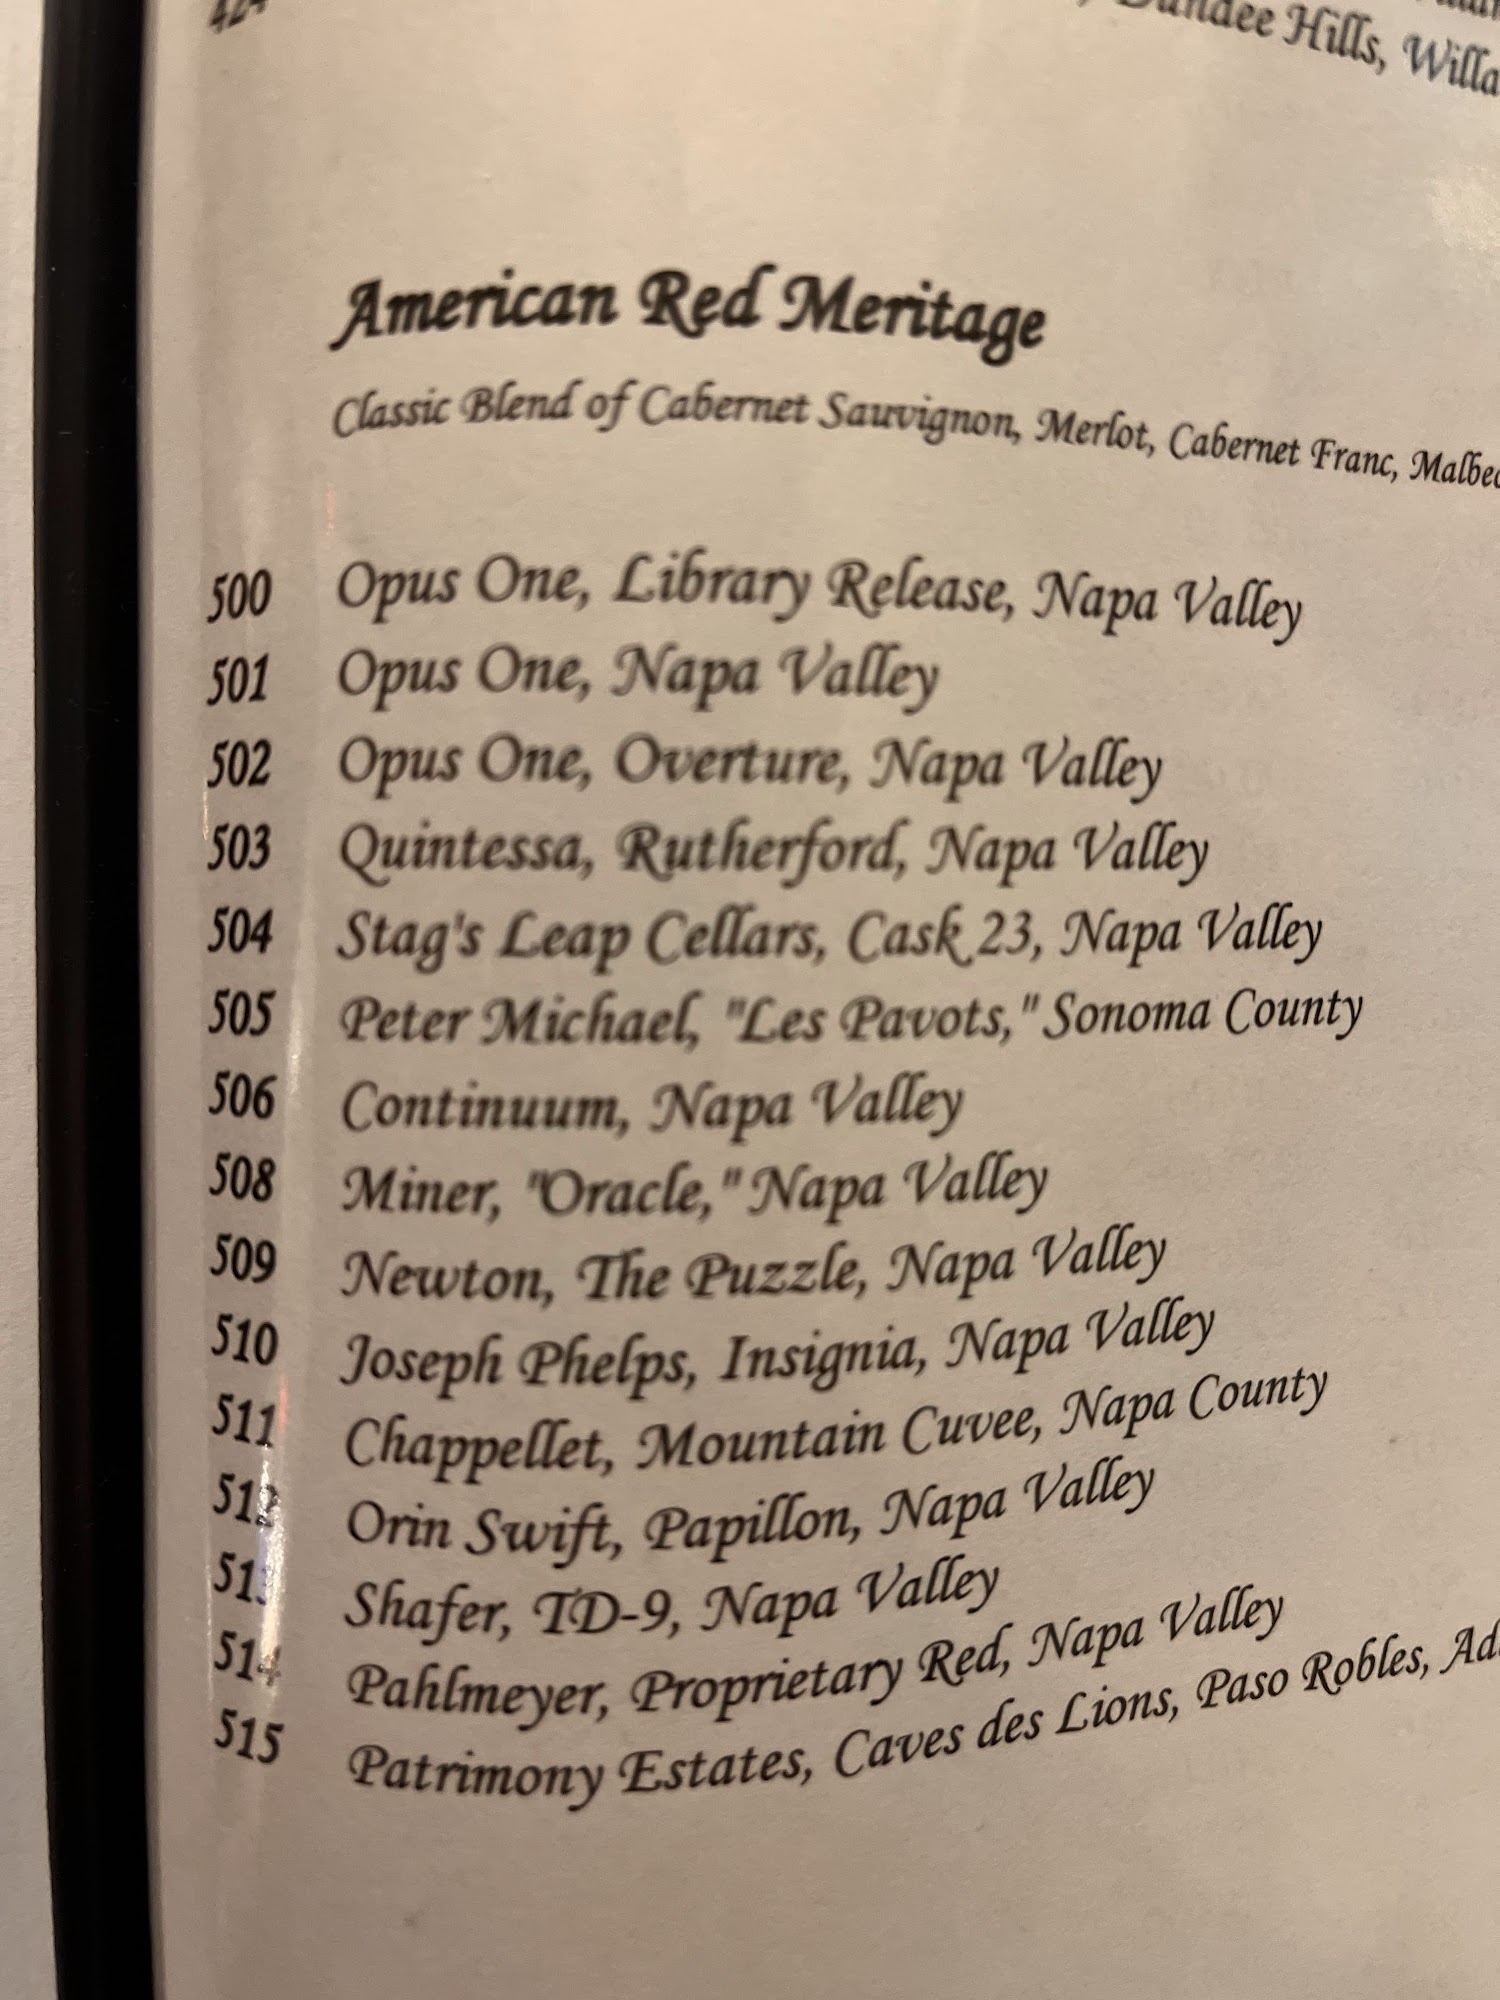 Dundee Hills, Willa
American Red Meritage
Classic Blend of Cabernet Sauvignon, Merlot, Cabernet Franc, Malbec
500 Opus One, Library Release, Napa Valley
501 Opus One, Napa Valley
502 Opus One, Overture, Napa Valley
503 Quintessa, Rutherford, Napa Valley
504 Stag's Leap Cellars, Cask 23, Napa Valley
505 Peter Michael, "Les Pavots," Sonoma County
506 Continuum, Napa Valley
508 Miner, "Oracle," Napa Valley
509 Newton, The Puzzle, Napa Valley
510 Joseph Phelps, Insignia, Napa Valley
511 Chappellet, Mountain Cuvee, Napa County
512 Orin Swift, Papillon, Napa Valley
513 Shafer, TD-9, Napa Valley
514 Pahlmeyer, Proprietary Red, Napa Valley
515 Patrimony Estates, Caves des Lions, Paso Robles, Ad